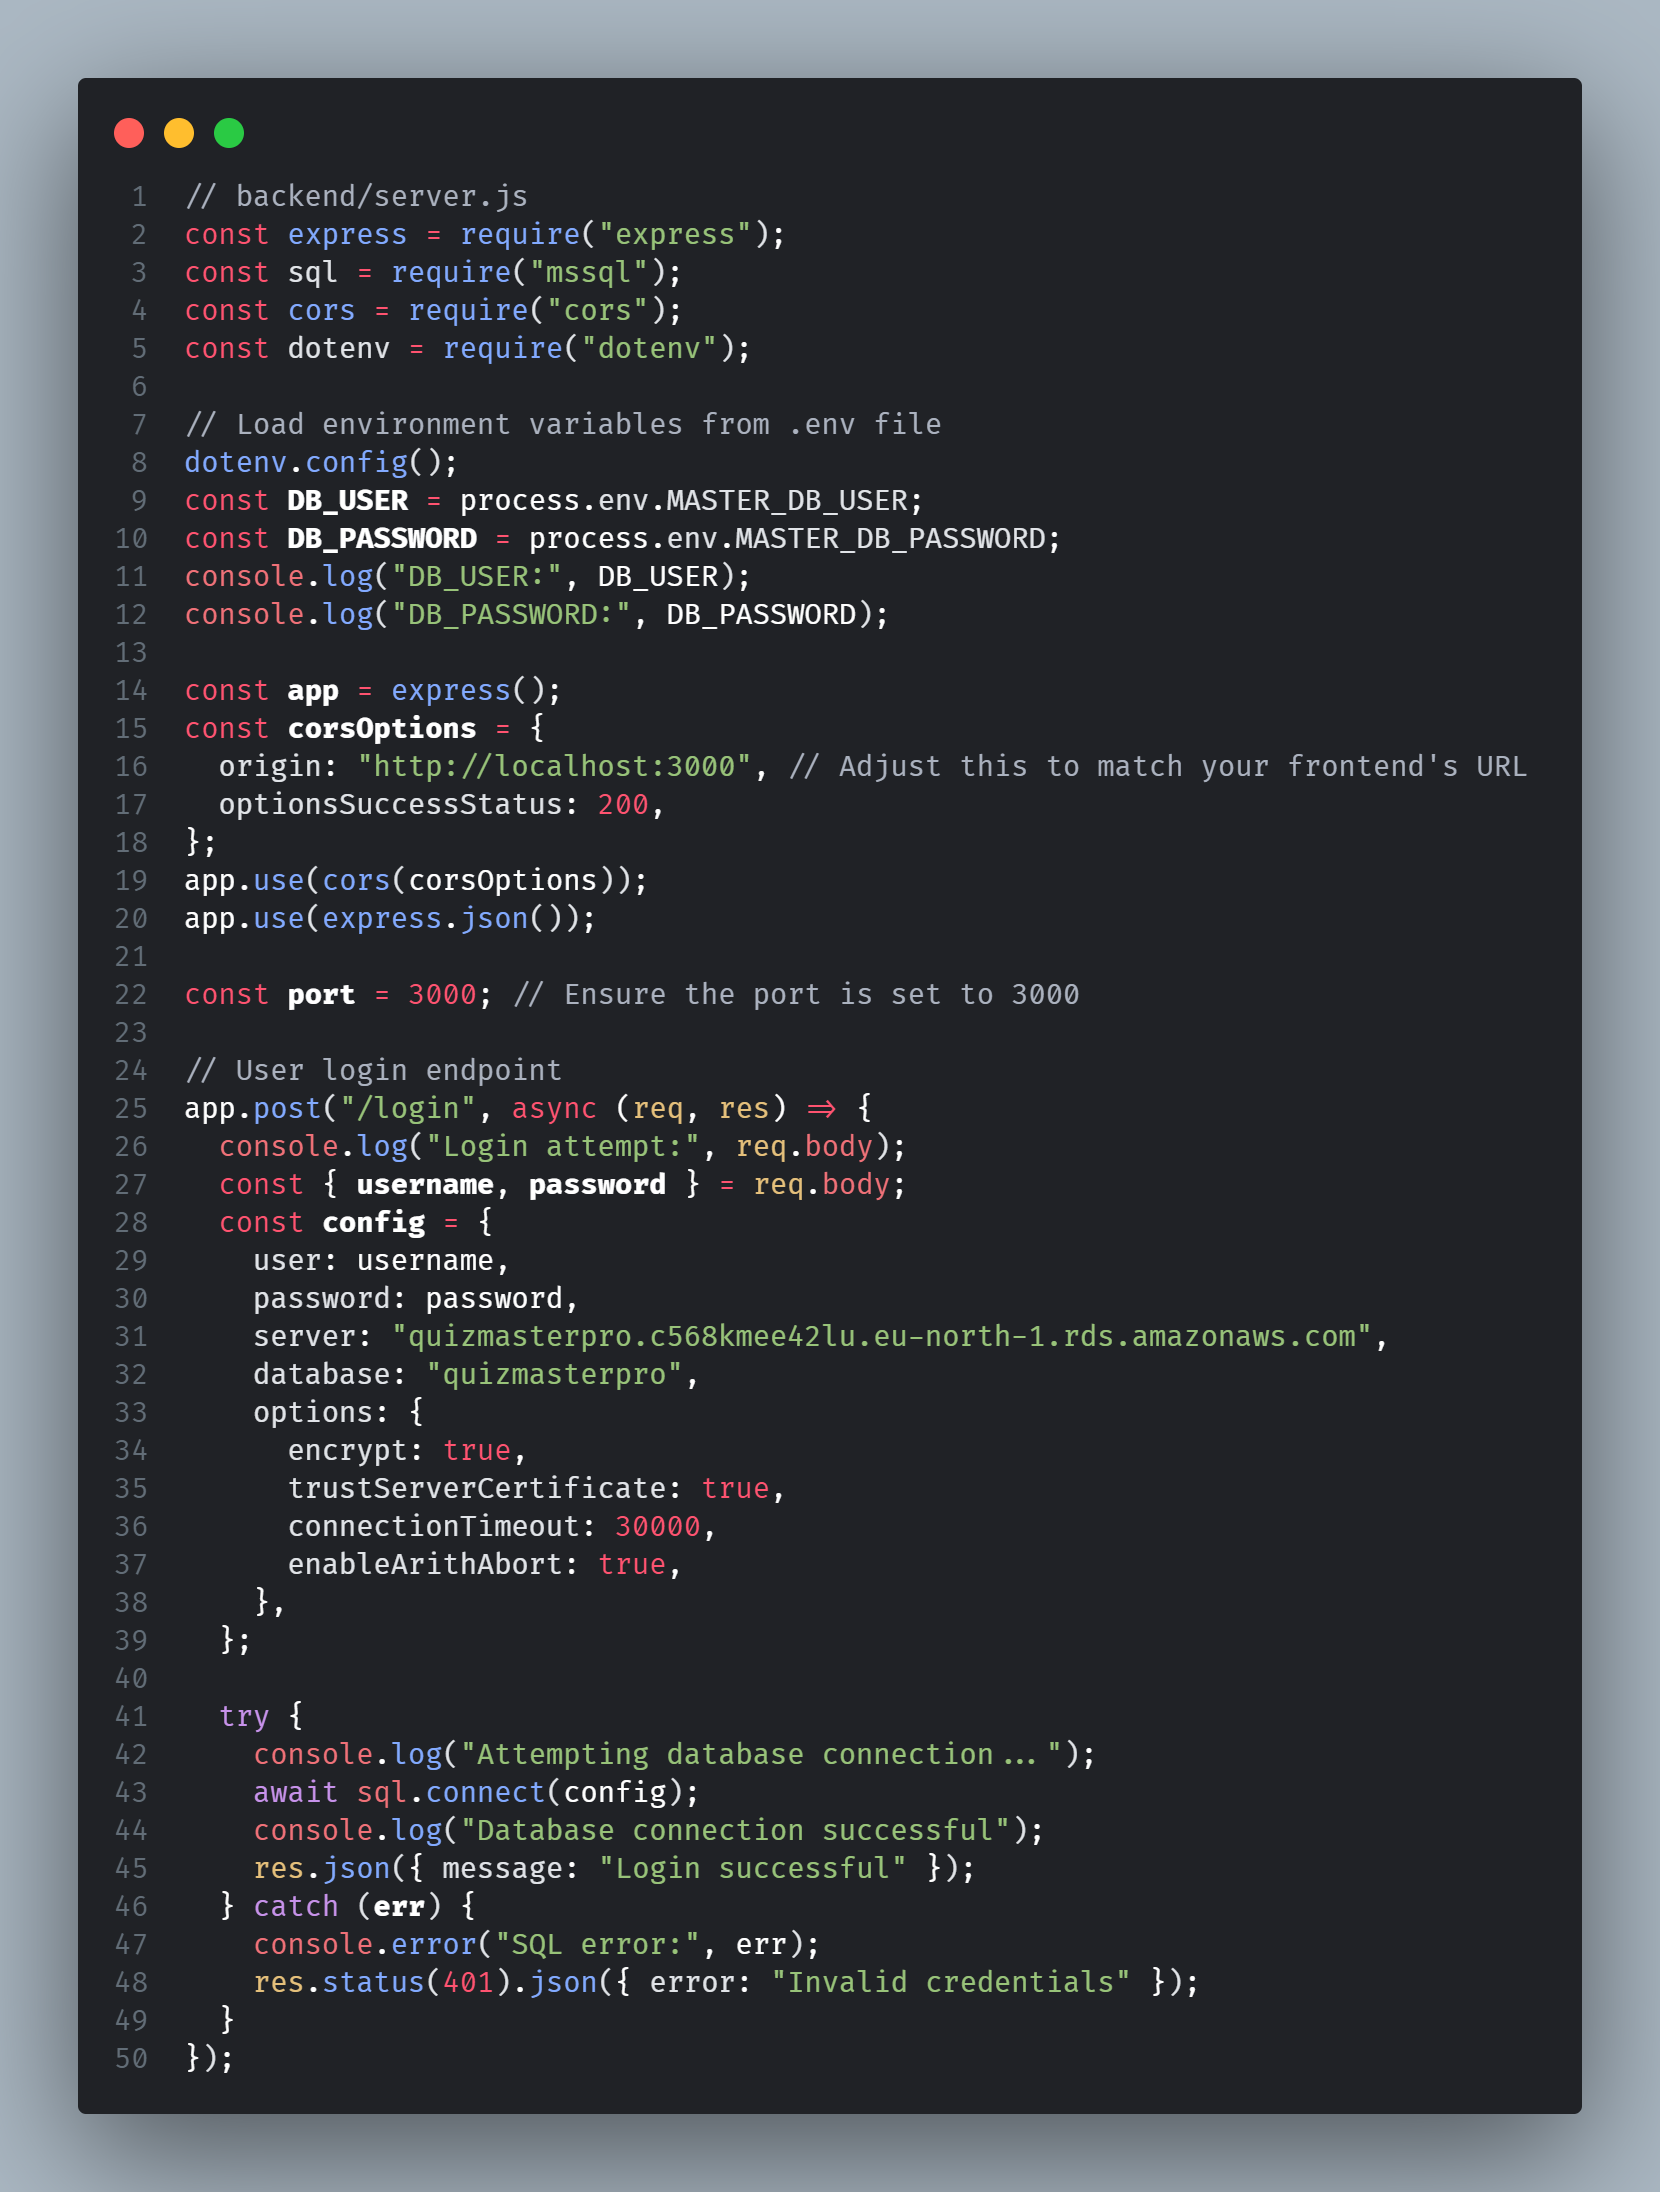 1 // backend/server.js
2 const express = require("express");
3 const sql = require("mssql");
4 const cors = require("cors");
5 const dotenv = require("dotenv");
6
7 // Load environment variables from .env file
8 dotenv.config();
9 const DB_USER = process.env.MASTER_DB_USER;
10 const DB_PASSWORD = process.env.MASTER_DB_PASSWORD;
11 console.log("DB_USER:", DB_USER);
12 console.log("DB_PASSWORD:", DB_PASSWORD);
13
14 const app = express();
15 const corsOptions = {
16   origin: "http://localhost:3000", // Adjust this to match your frontend's URL
17   optionsSuccessStatus: 200,
18 };
19 app.use(cors(corsOptions));
20 app.use(express.json());
21
22 const port = 3000; // Ensure the port is set to 3000
23
24 // User login endpoint
25 app.post("/login", async (req, res) => {
26   console.log("Login attempt:", req.body);
27   const { username, password } = req.body;
28   const config = {
29     user: username,
30     password: password,
31     server: "quizmasterpro.c568kmee42lu.eu-north-1.rds.amazonaws.com",
32     database: "quizmasterpro",
33     options: {
34       encrypt: true,
35       trustServerCertificate: true,
36       connectionTimeout: 30000,
37       enableArithAbort: true,
38     },
39   };
40
41   try {
42     console.log("Attempting database connection...");
43     await sql.connect(config);
44     console.log("Database connection successful");
45     res.json({ message: "Login successful" });
46   } catch (err) {
47     console.error("SQL error:", err);
48     res.status(401).json({ error: "Invalid credentials" });
49   }
50 });